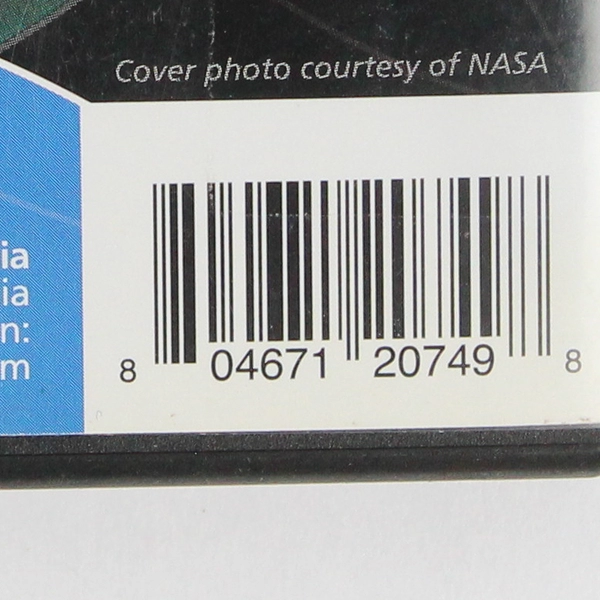 Cover photo courtesy of NASA
ia
ia
n:
m
8 04671 20749 8